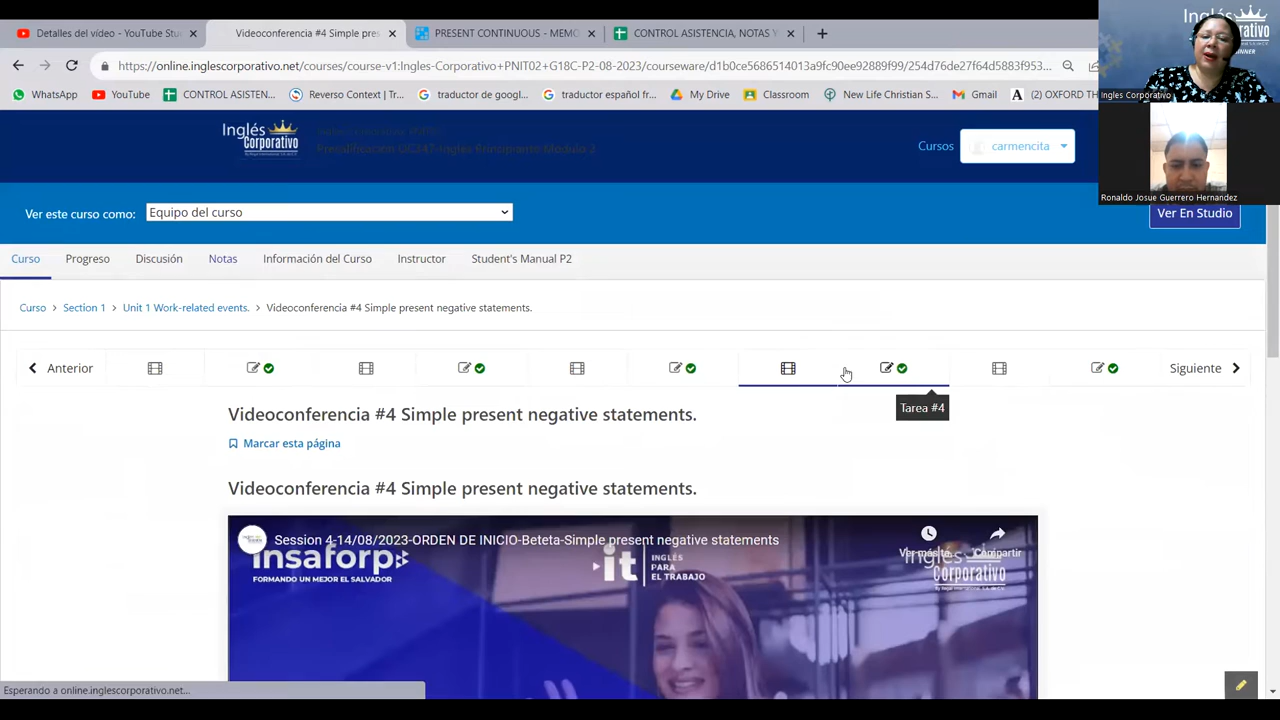 Detalles del vídeo - YouTube Stu
Videoconferencia #4 Simple pres
PRESENT CONTINUOUS - MEMO
CONTROL ASISTENCIA, NOTAS Y
https://online.inglescorporativo.net/courses/course-v1:Ingles-Corporativo+PNIT02+G18C-P2-08-2023/courseware/d1b0ce5686514013a9fc90ee92889f99/254d76de27f64d5883f953...
WhatsApp
YouTube
CONTROL ASISTEN...
Reverso Context | Tr...
traductor de googl...
traductor español fr...
My Drive
Classroom
New Life Christian S...
Gmail
(2) OXFORD TH
Inglés Corporativo
Ingles Corporativo
Ronaldo Josue Guerrero Hernandez
Inglés
Corporativo
Cursos
carmencita
Ver este curso como:
Equipo del curso
Ver En Studio
Curso
Progreso
Discusión
Notas
Información del Curso
Instructor
Student's Manual P2
Curso > Section 1 > Unit 1 Work-related events. > Videoconferencia #4 Simple present negative statements.
Anterior
Siguiente
Tarea #4
Videoconferencia #4 Simple present negative statements.
Marcar esta página
Videoconferencia #4 Simple present negative statements.
Session 4-14/08/2023-ORDEN DE INICIO-Beteta-Simple present negative statements
Ver más ta...
Compartir
insaforp
FORMANDO UN MEJOR EL SALVADOR
it
INGLÉS
PARA
EL TRABAJO
Inglés
Corporativo
Esperando a online.inglescorporativo.net...